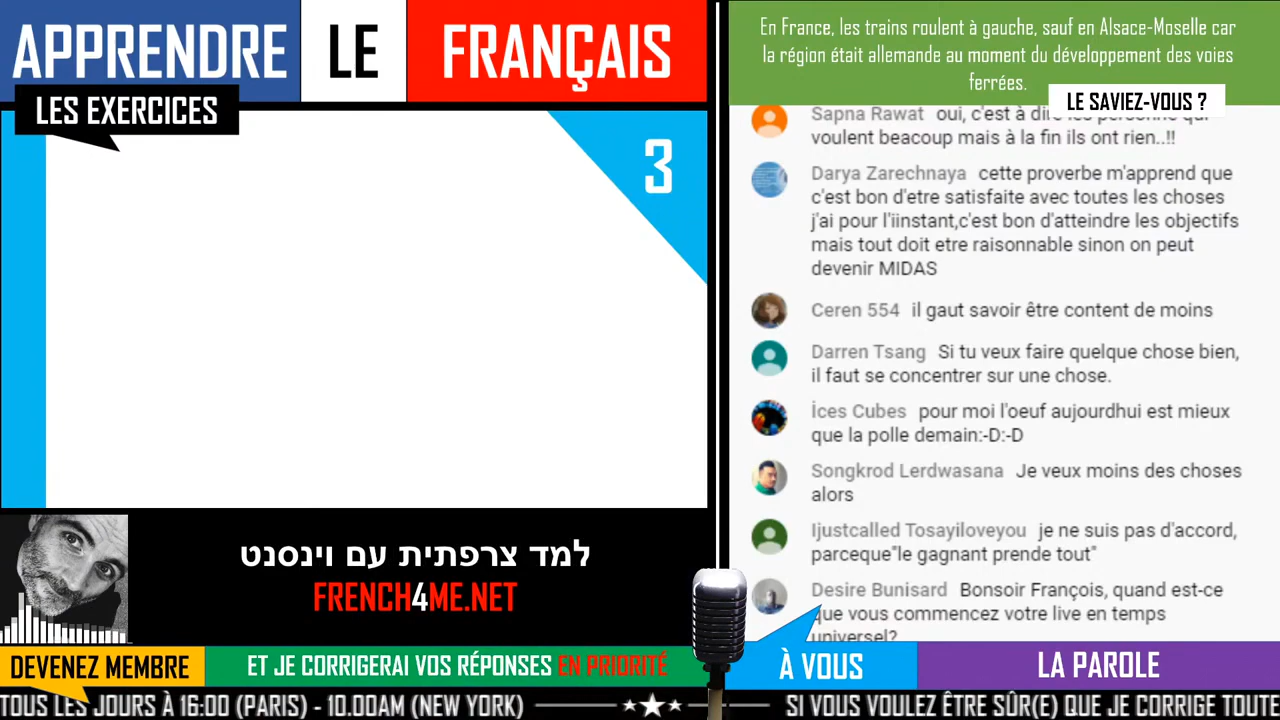 APPRENDRE LE FRANÇAIS
LES EXERCICES
3
En France, les trains roulent à gauche, sauf en Alsace-Moselle car
la région était allemande au moment du développement des voies
ferrées.
LE SAVIEZ-VOUS ?
Sapna Rawat oui, c'est à dire les personne qui
voulent beacoup mais à la fin ils ont rien..!!
Darya Zarechnaya cette proverbe m'apprend que
c'est bon d'etre satisfaite avec toutes les choses
j'ai pour l'iinstant,c'est bon d'atteindre les objectifs
mais tout doit etre raisonnable sinon on peut
devenir MIDAS
Ceren 554 il gaut savoir être content de moins
Darren Tsang Si tu veux faire quelque chose bien,
il faut se concentrer sur une chose.
İces Cubes pour moi l'oeuf aujourdhui est mieux
que la polle demain:-D:-D
Songkrod Lerdwasana Je veux moins des choses
alors
Ijustcalled Tosayiloveyou je ne suis pas d'accord,
parceque"le gagnant prende tout"
Desire Bunisard Bonsoir François, quand est-ce
que vous commencez votre live en temps
universel?
למד צרפתית עם וינסנט
FRENCH4ME.NET
DEVENEZ MEMBRE
ET JE CORRIGERAI VOS RÉPONSES EN PRIORITÉ
À VOUS
LA PAROLE
TOUS LES JOURS À 16:00 (PARIS) - 10.00AM (NEW YORK)
SI VOUS VOULEZ ÊTRE SÛR(E) QUE JE CORRIGE TOUTE